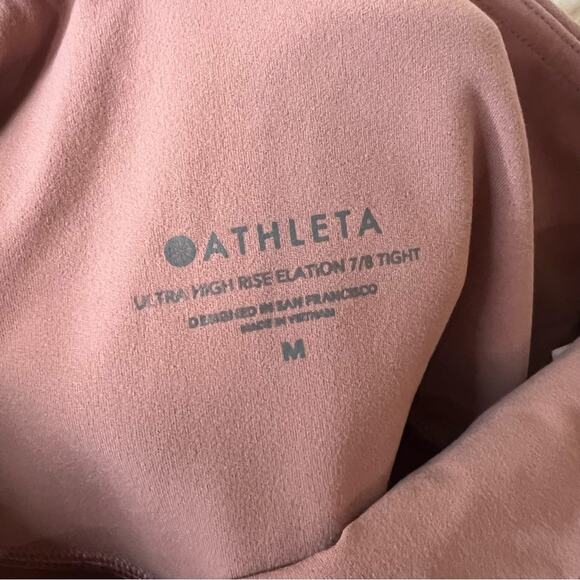 ATHLETA
ULTRA HIGH RISE ELATION 7/8 TIGHT
DESIGNED IN SAN FRANCISCO
MADE IN VIETNAM
M